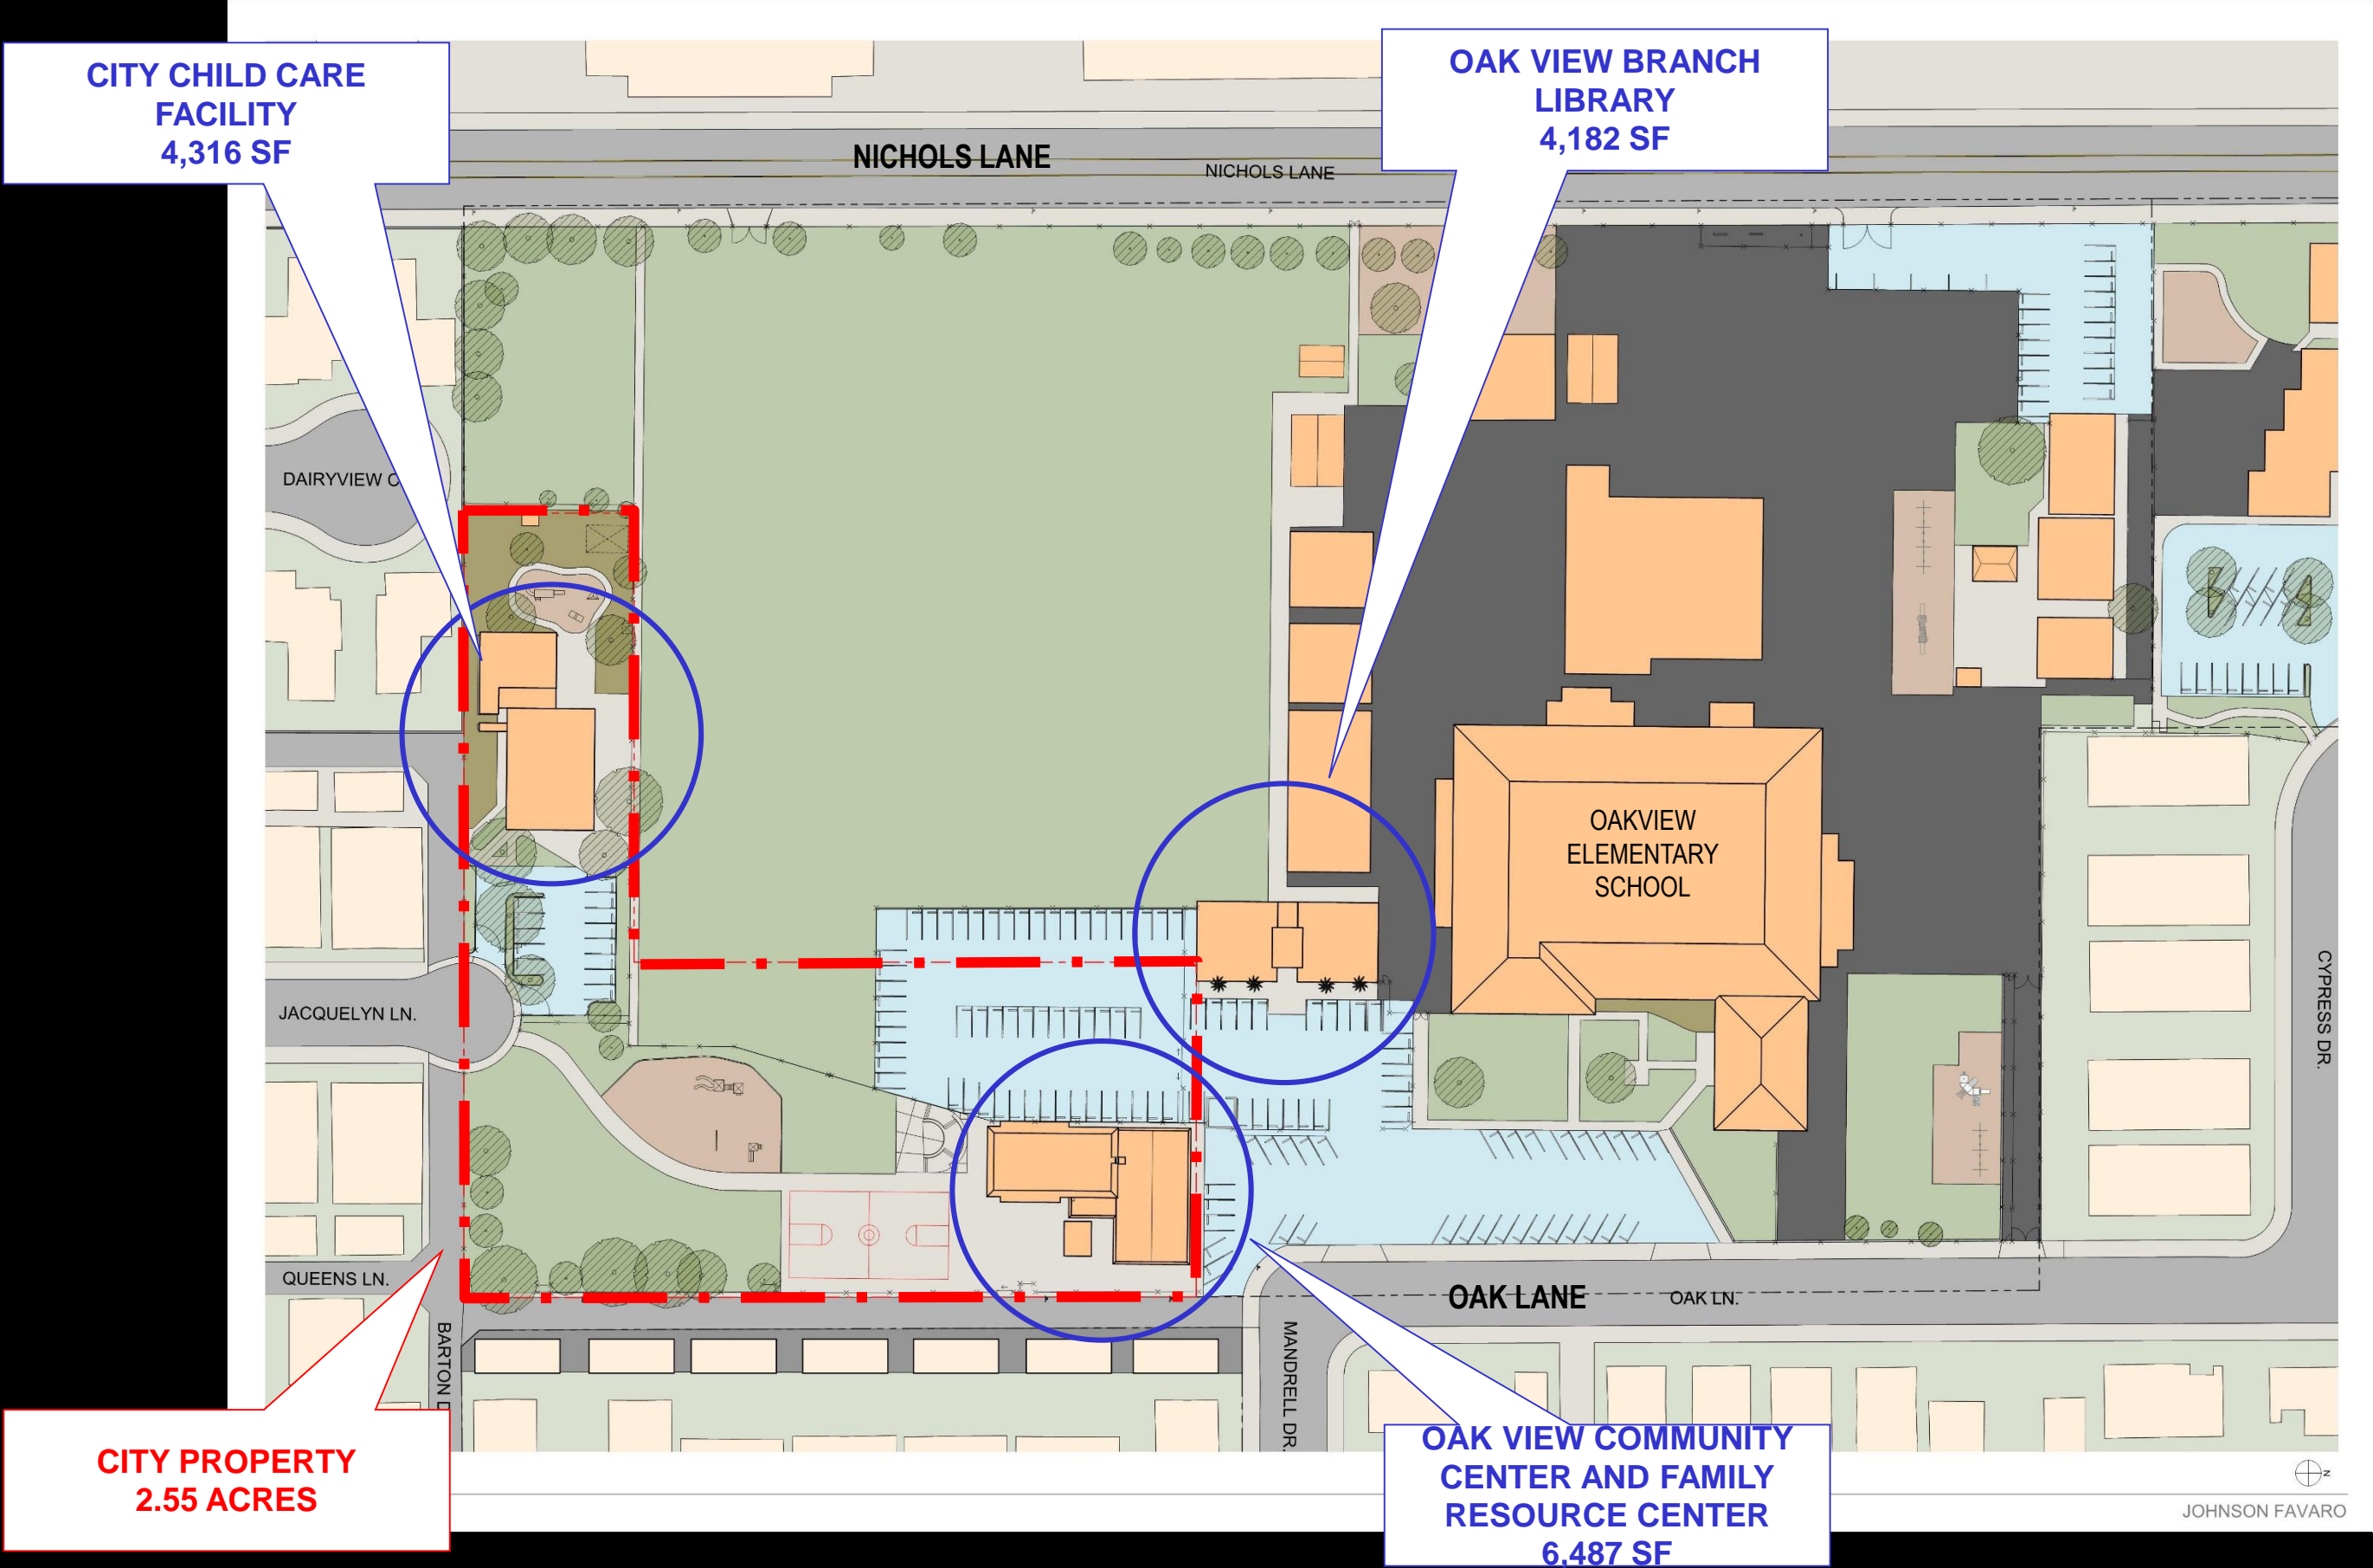 CITY CHILD CARE
FACILITY
4,316 SF
OAK VIEW BRANCH
LIBRARY
4,182 SF
NICHOLS LANE
NICHOLS LANE
DAIRYVIEW C
OAKVIEW
ELEMENTARY
SCHOOL
CYPRESS DR.
JACQUELYN LN.
QUEENS LN.
OAK LANE
OAK LN.
BARTON D
MANDRELL DR.
CITY PROPERTY
2.55 ACRES
OAK VIEW COMMUNITY
CENTER AND FAMILY
RESOURCE CENTER
6,487 SF
N
JOHNSON FAVARO